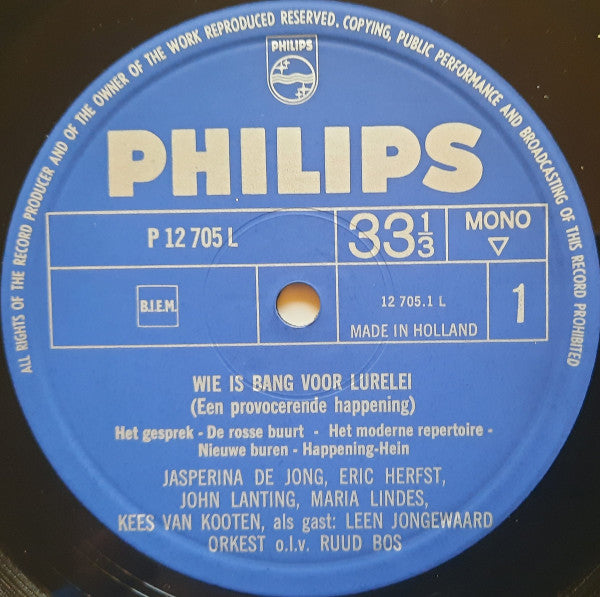 ALL RIGHTS OF THE RECORD PRODUCER AND OF THE OWNER OF THE WORK REPRODUCED RESERVED. COPYING, PUBLIC PERFORMANCE AND BROADCASTING OF THIS RECORD PROHIBITED
PHILIPS
PHILIPS
P 12 705 L
33 1/3
MONO
▽
B.I.E.M.
12 705.1 L
MADE IN HOLLAND
1
WIE IS BANG VOOR LURELEI
(Een provocerende happening)
Het gesprek - De rosse buurt - Het moderne repertoire -
Nieuwe buren - Happening-Hein
JASPERINA DE JONG, ERIC HERFST,
JOHN LANTING, MARIA LINDES,
KEES VAN KOOTEN, als gast: LEEN JONGEWAARD
ORKEST o.l.v. RUUD BOS